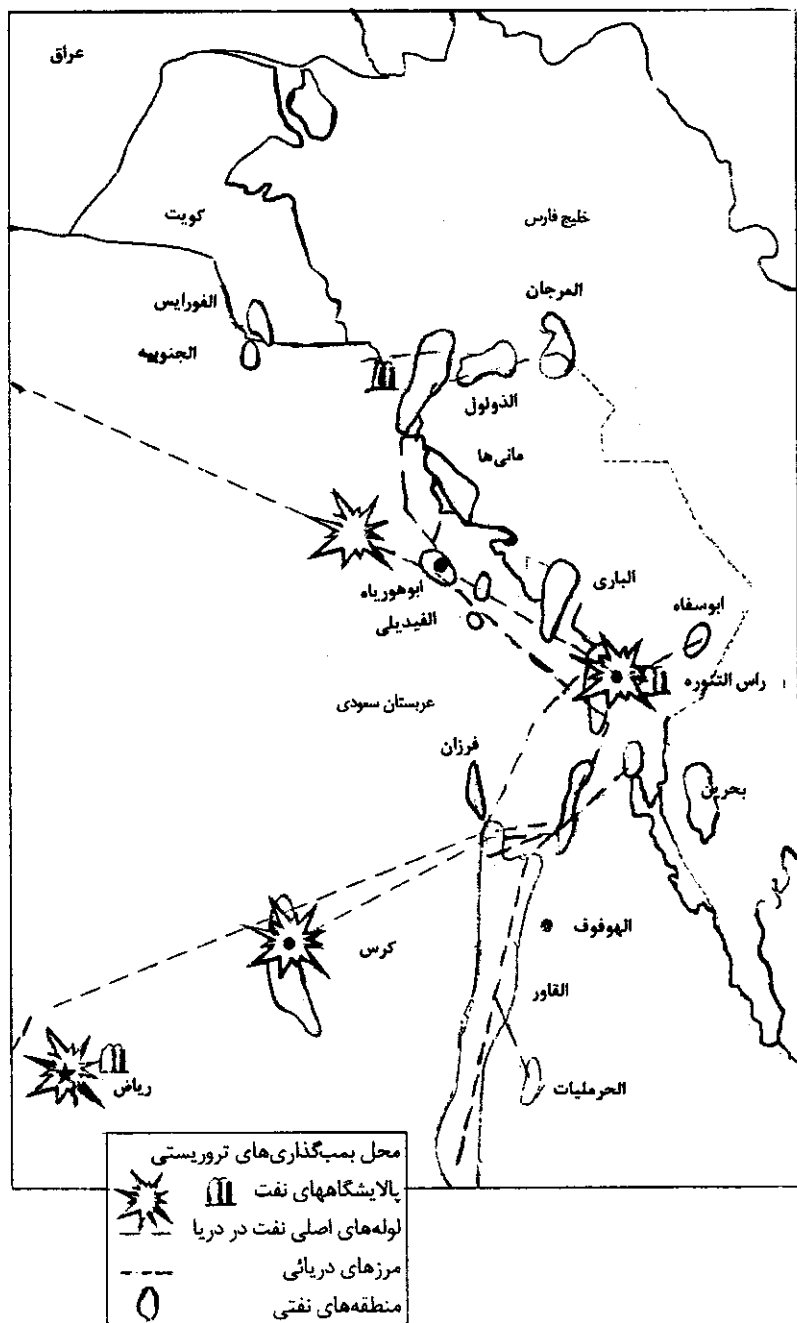 عراق
کویت
خلیج فارس
الفورایس
المرجان
الجنوبیه
الذولول
مانی‌ها
ابوهوریاه
الباری
ابوسفاه
الفیدیلی
راس التنوره
عربستان سعودی
فرزان
بحرین
الهوفوف
کرس
القاور
ریاض
الحرملیات
محل بمب‌گذاری‌های تروریستی
پالایشگاههای نفت
لوله‌های اصلی نفت در دریا
مرزهای دریائی
منطقه‌های نفتی